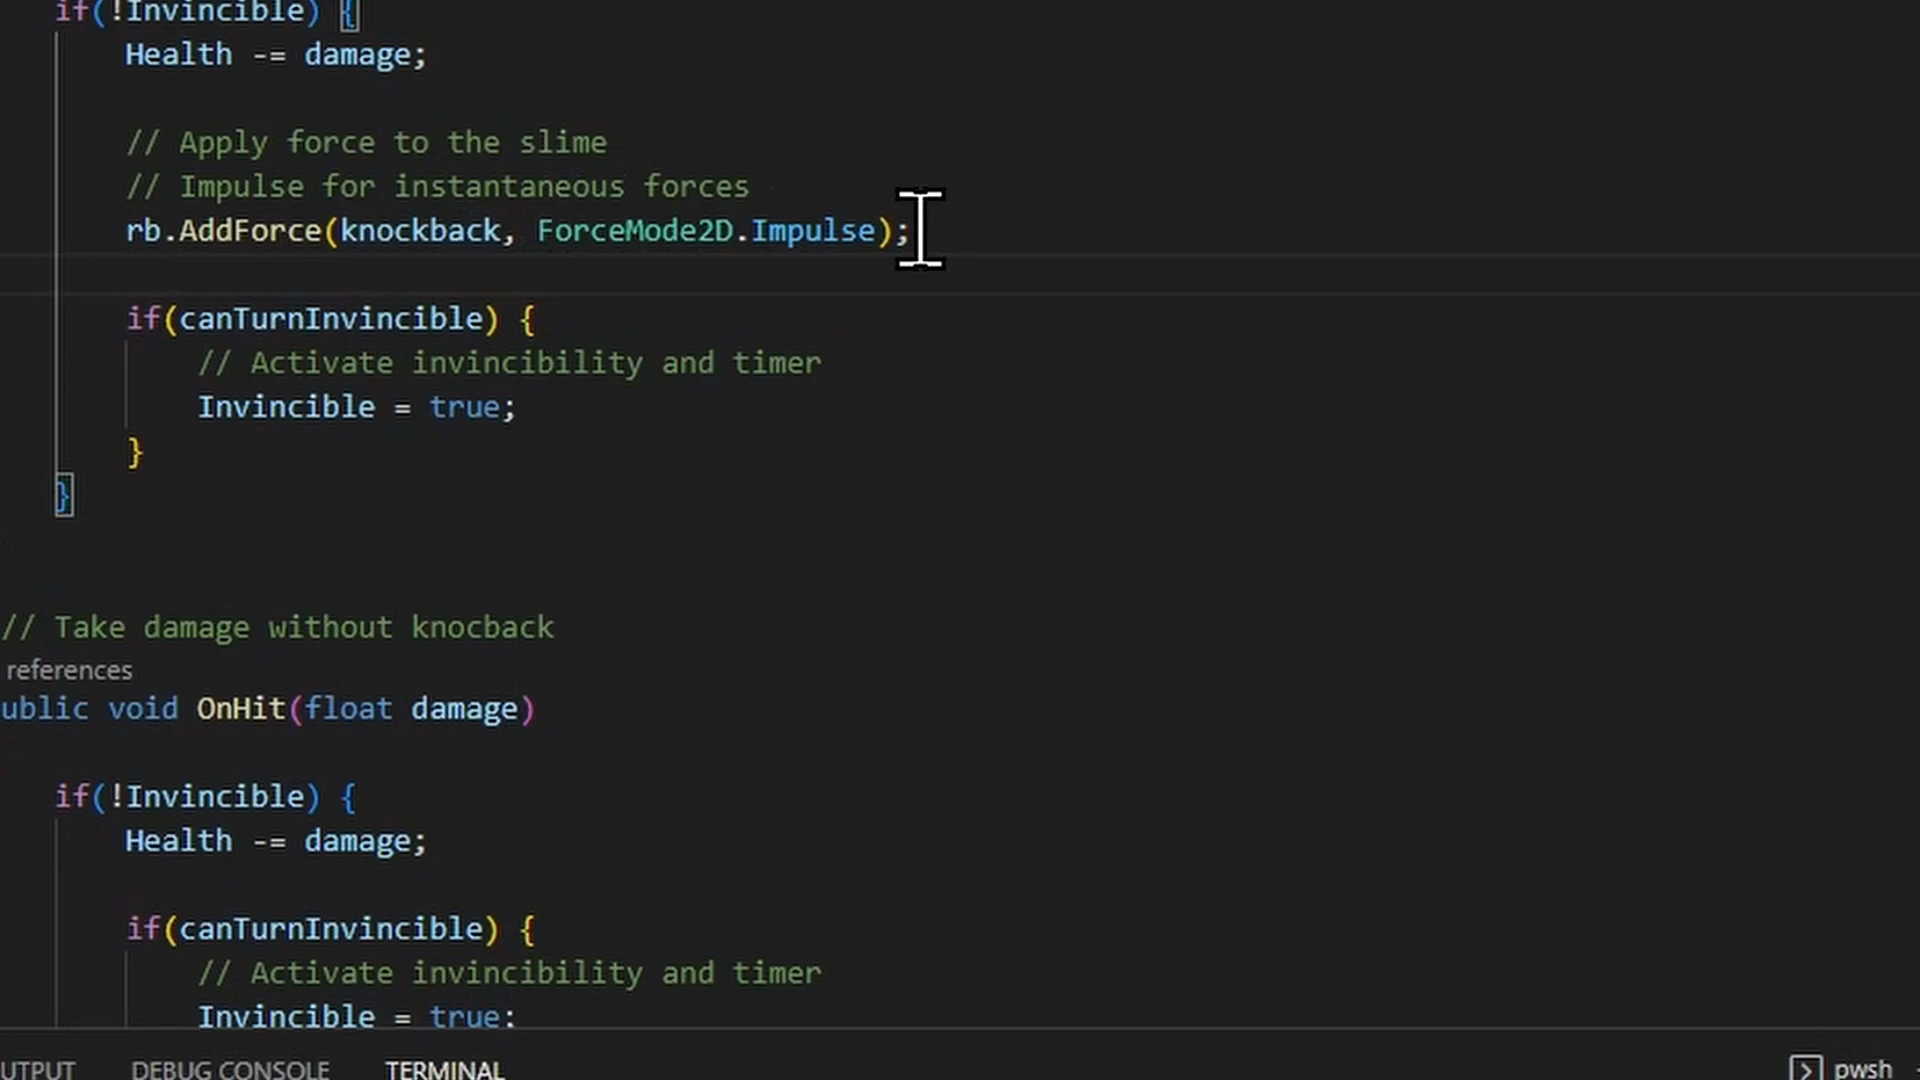 if(!Invincible) {
Health -= damage;
// Apply force to the slime
// Impulse for instantaneous forces
rb.AddForce(knockback, ForceMode2D.Impulse);
if(canTurnInvincible) {
// Activate invincibility and timer
Invincible = true;
}
}
// Take damage without knocback
references
ublic void OnHit(float damage)
if(!Invincible) {
Health -= damage;
if(canTurnInvincible) {
// Activate invincibility and timer
Invincible = true;
UTPUT DEBUG CONSOLE TERMINAL pwsh